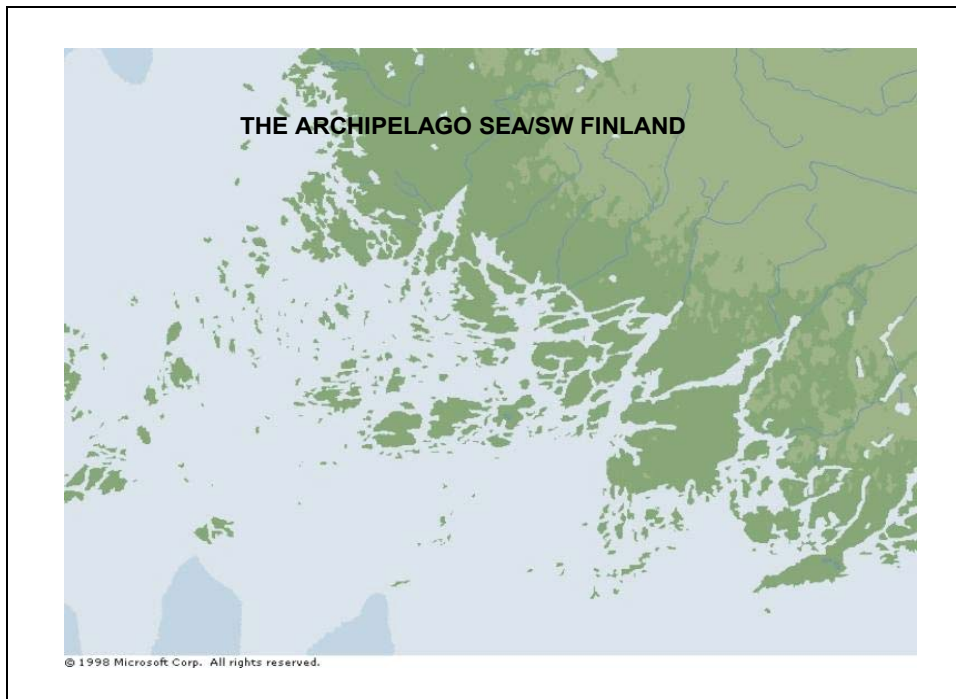 THE ARCHIPELAGO SEA/SW FINLAND
© 1998 Microsoft Corp. All rights reserved.